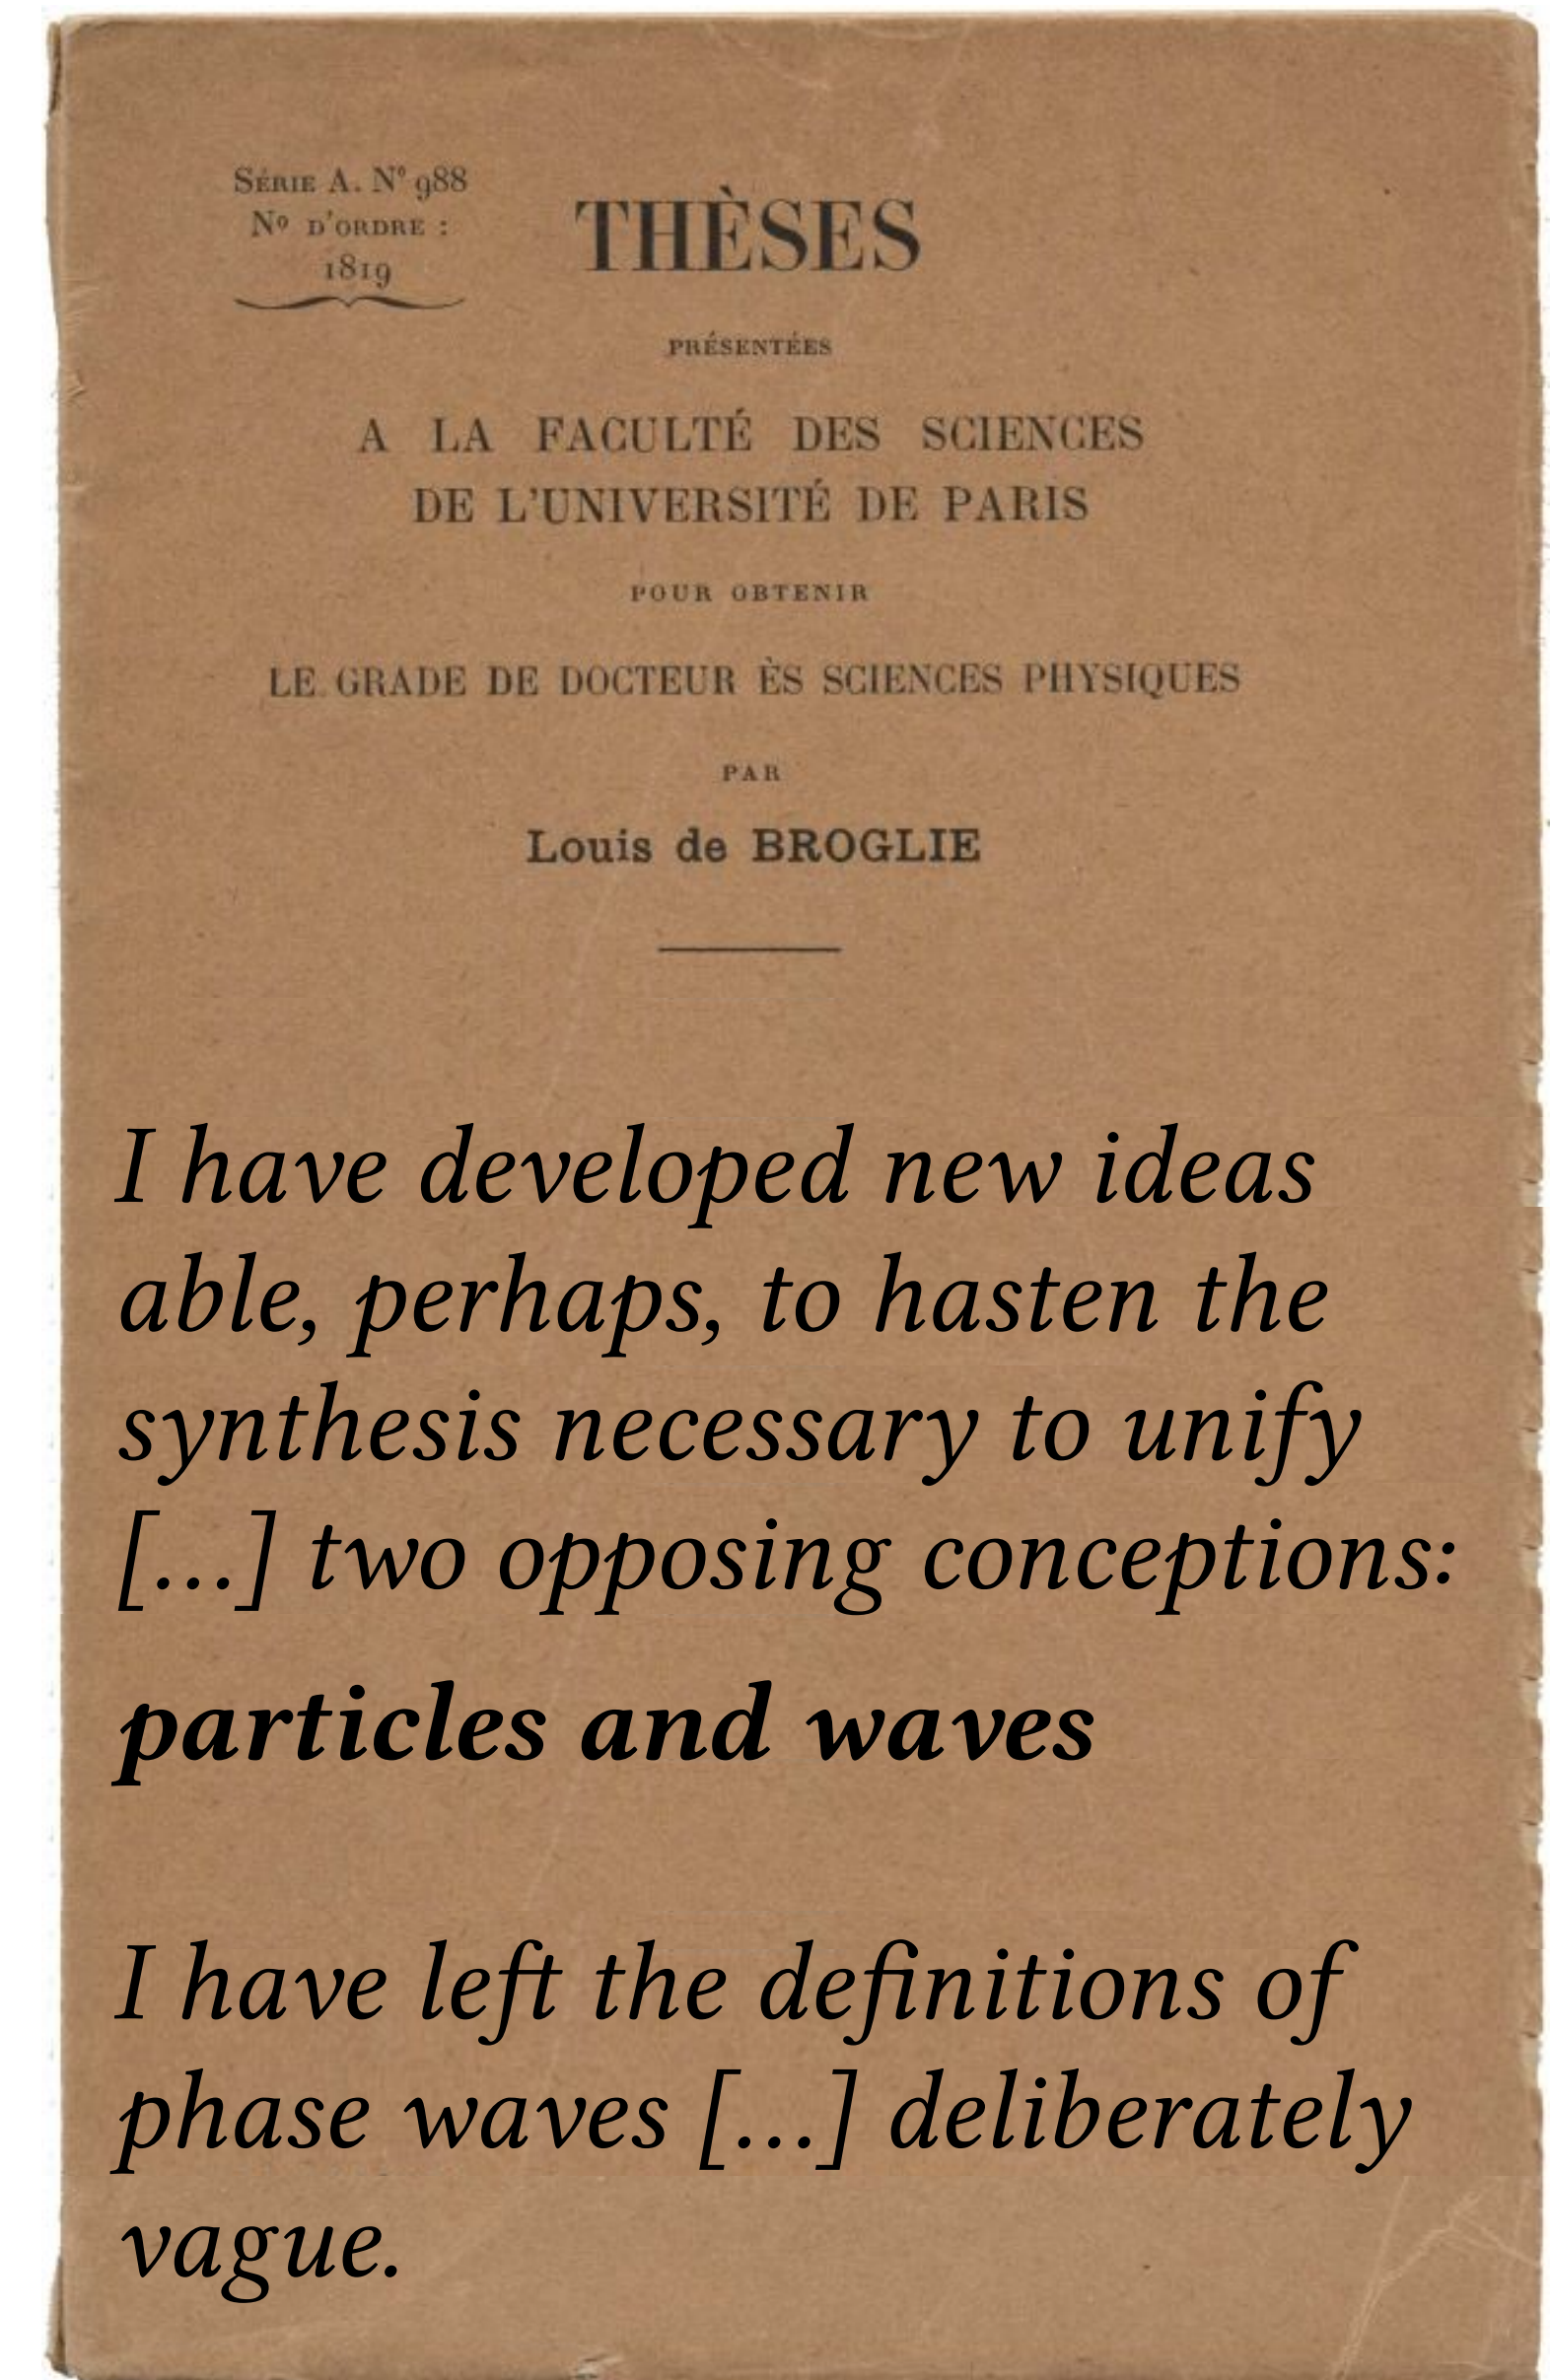 SÉRIE A. Nº 988
Nº D'ORDRE :
1819
THÈSES
PRÉSENTÉES
A LA FACULTÉ DES SCIENCES
DE L'UNIVERSITÉ DE PARIS
POUR OBTENIR
LE GRADE DE DOCTEUR ÈS SCIENCES PHYSIQUES
PAR
Louis de BROGLIE
I have developed new ideas
able, perhaps, to hasten the
synthesis necessary to unify
[...] two opposing conceptions:
particles and waves
I have left the definitions of
phase waves [...] deliberately
vague.